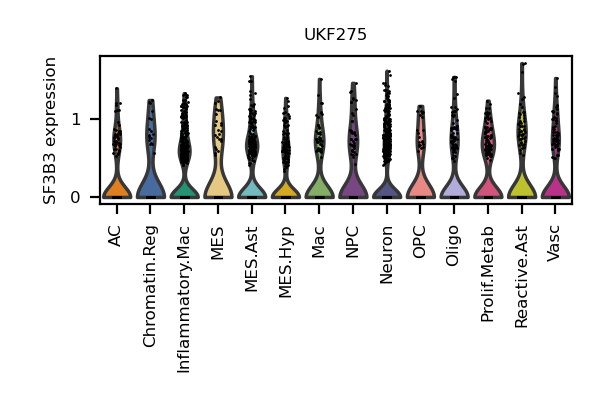 UKF275
SF3B3 expression
1
0
AC
Chromatin.Reg
Inflammatory.Mac
MES
MES.Ast
MES.Hyp
Mac
NPC
Neuron
OPC
Oligo
Prolif.Metab
Reactive.Ast
Vasc